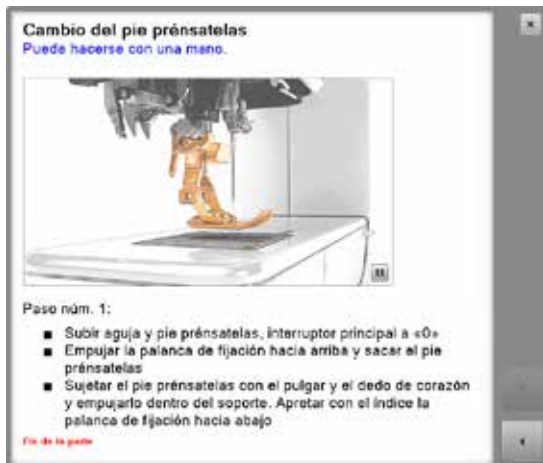 Cambio del pie prénsatelas
Puede hacerse con una mano.
Paso núm. 1:
■ Subir aguja y pie prénsatelas, interruptor principal a «0»
■ Empujar la palanca de fijación hacia arriba y sacar el pie
prénsatelas
■ Sujetar el pie prénsatelas con el pulgar y el dedo de corazón
y empujarlo dentro del soporte. Apretar con el índice la
palanca de fijación hacia abajo
Fin de la parte